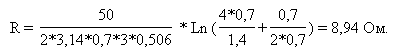 R = 50 / 2*3,14*0,7*3*0,506 * Ln ( 4*0,7 / 1,4 + 0,7 / 2*0,7 ) = 8,94 Ом.